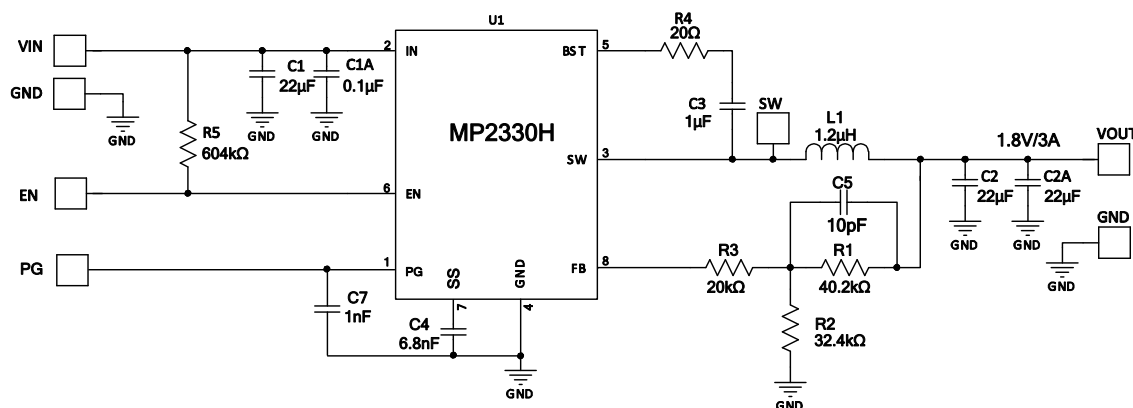 U1
VIN
GND
GND
C1
22µF
GND
C1A
0.1µF
GND
R5
604kΩ
EN
PG
C7
1nF
2
IN
6
EN
1
PG
MP2330H
BST
5
SW
3
FB
8
SS
7
GND
4
C4
6.8nF
GND
R4
20Ω
C3
1µF
SW
L1
1.2µH
1.8V/3A
VOUT
C2
22µF
GND
C2A
22µF
GND
GND
GND
C5
10pF
R3
20kΩ
R1
40.2kΩ
R2
32.4kΩ
GND